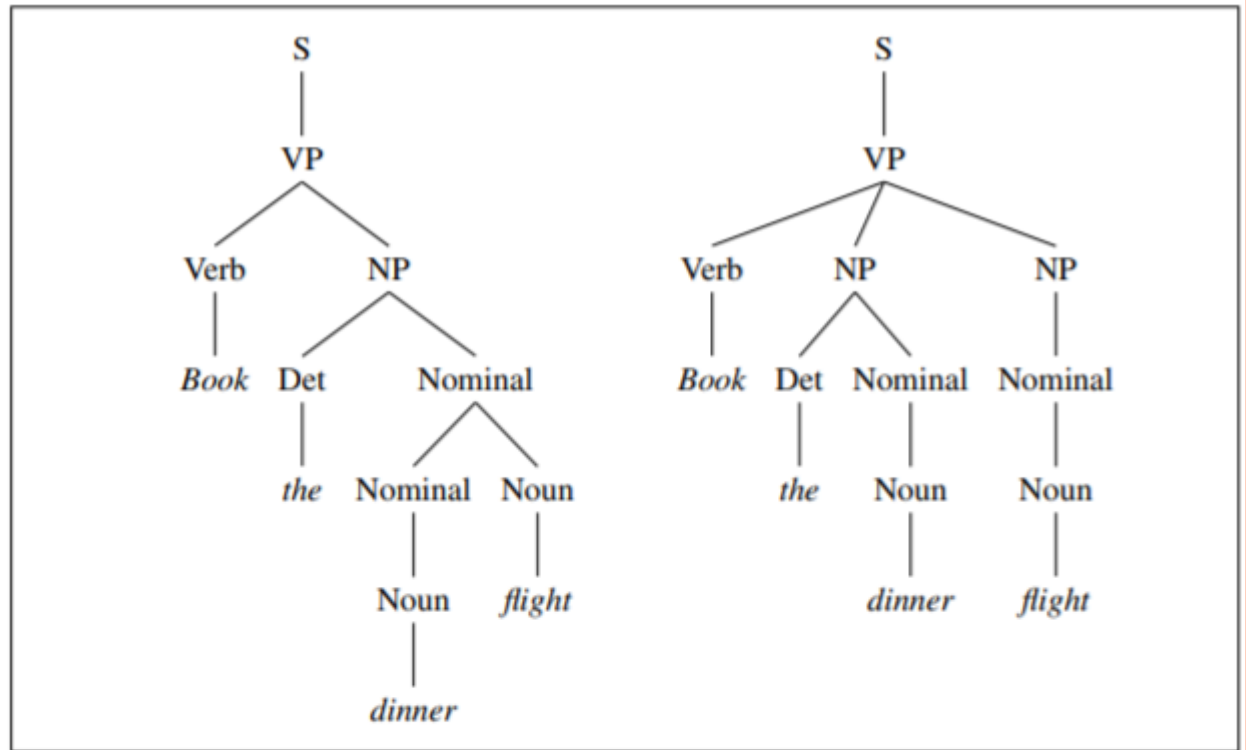 S S
VP VP
Verb NP Verb NP NP
Book Det Nominal Book Det Nominal Nominal
the Nominal Noun the Noun Noun
Noun flight dinner flight
dinner